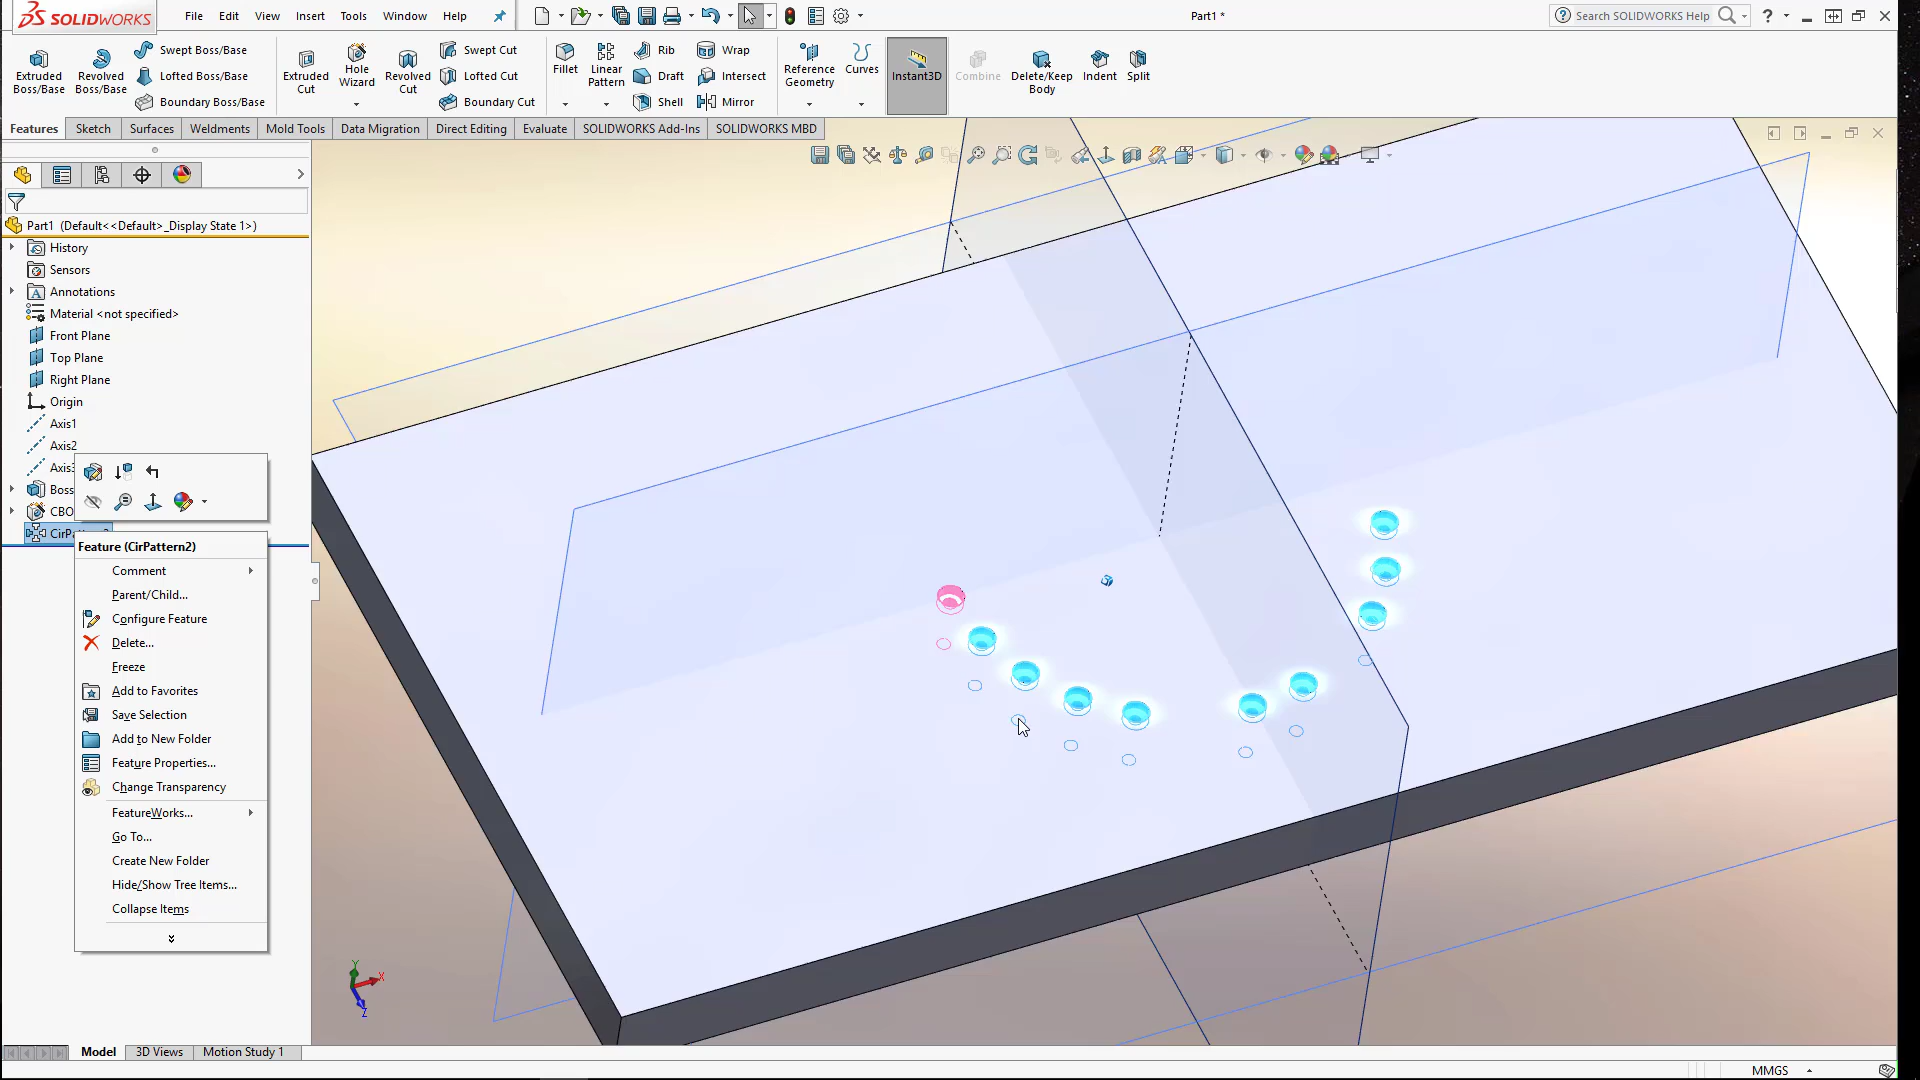 SOLIDWORKS
File Edit View Insert Tools Window Help
Part1 *
Search SOLIDWORKS Help
Extruded Boss/Base
Revolved Boss/Base
Swept Boss/Base
Lofted Boss/Base
Boundary Boss/Base
Extruded Cut
Hole Wizard
Revolved Cut
Swept Cut
Lofted Cut
Boundary Cut
Fillet
Linear Pattern
Rib
Draft
Shell
Wrap
Intersect
Mirror
Reference Geometry
Curves
Instant3D
Combine
Delete/Keep Body
Indent
Split
Features Sketch Surfaces Weldments Mold Tools Data Migration Direct Editing Evaluate SOLIDWORKS Add-Ins SOLIDWORKS MBD
Part1 (Default<<Default>_Display State 1>)
History
Sensors
Annotations
Material <not specified>
Front Plane
Top Plane
Right Plane
Origin
Axis1
Axis2
Axis3
Boss
CBO
CirPa
Feature (CirPattern2)
Comment
Parent/Child...
Configure Feature
Delete...
Freeze
Add to Favorites
Save Selection
Add to New Folder
Feature Properties...
Change Transparency
FeatureWorks...
Go To...
Create New Folder
Hide/Show Tree Items...
Collapse Items
Y
X
Z
Model 3D Views Motion Study 1
MMGS